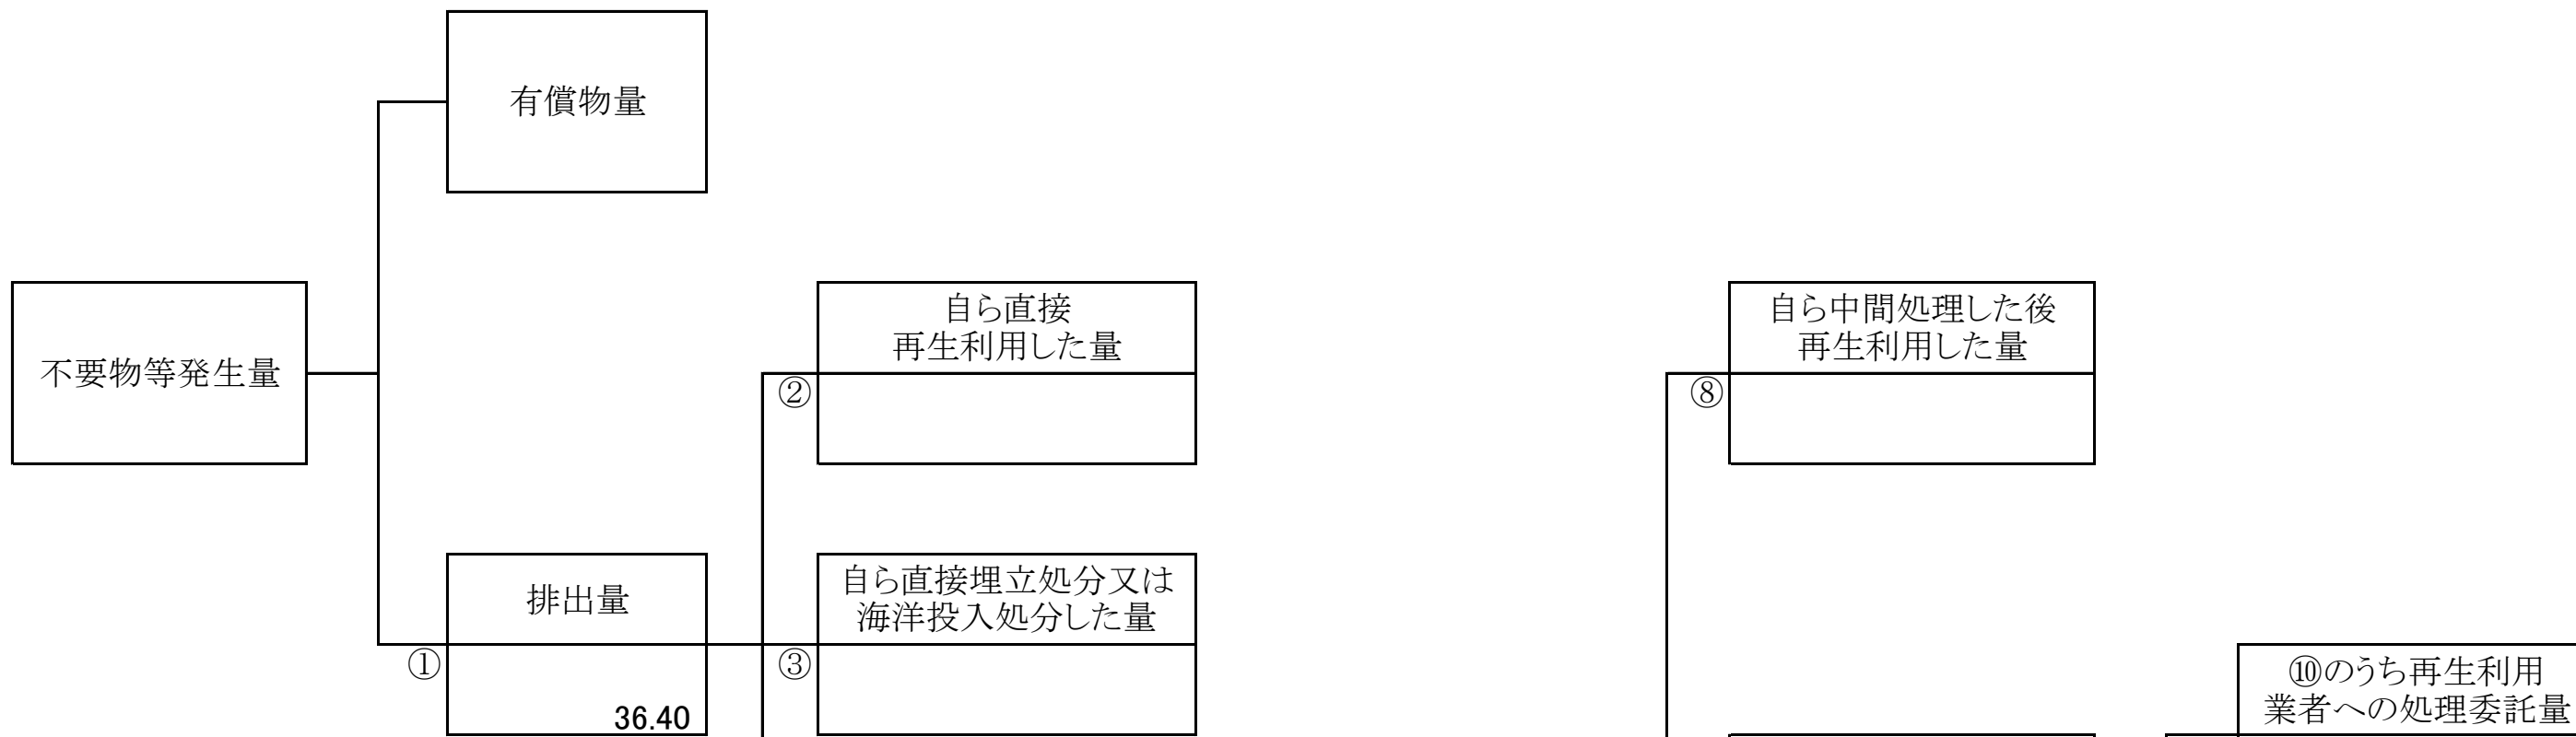 有償物量
不要物等発生量
自ら直接
再生利用した量
②
自ら中間処理した後
再生利用した量
⑧
排出量
①
36.40
自ら直接埋立処分又は
海洋投入処分した量
③
⑩のうち再生利用
業者への処理委託量